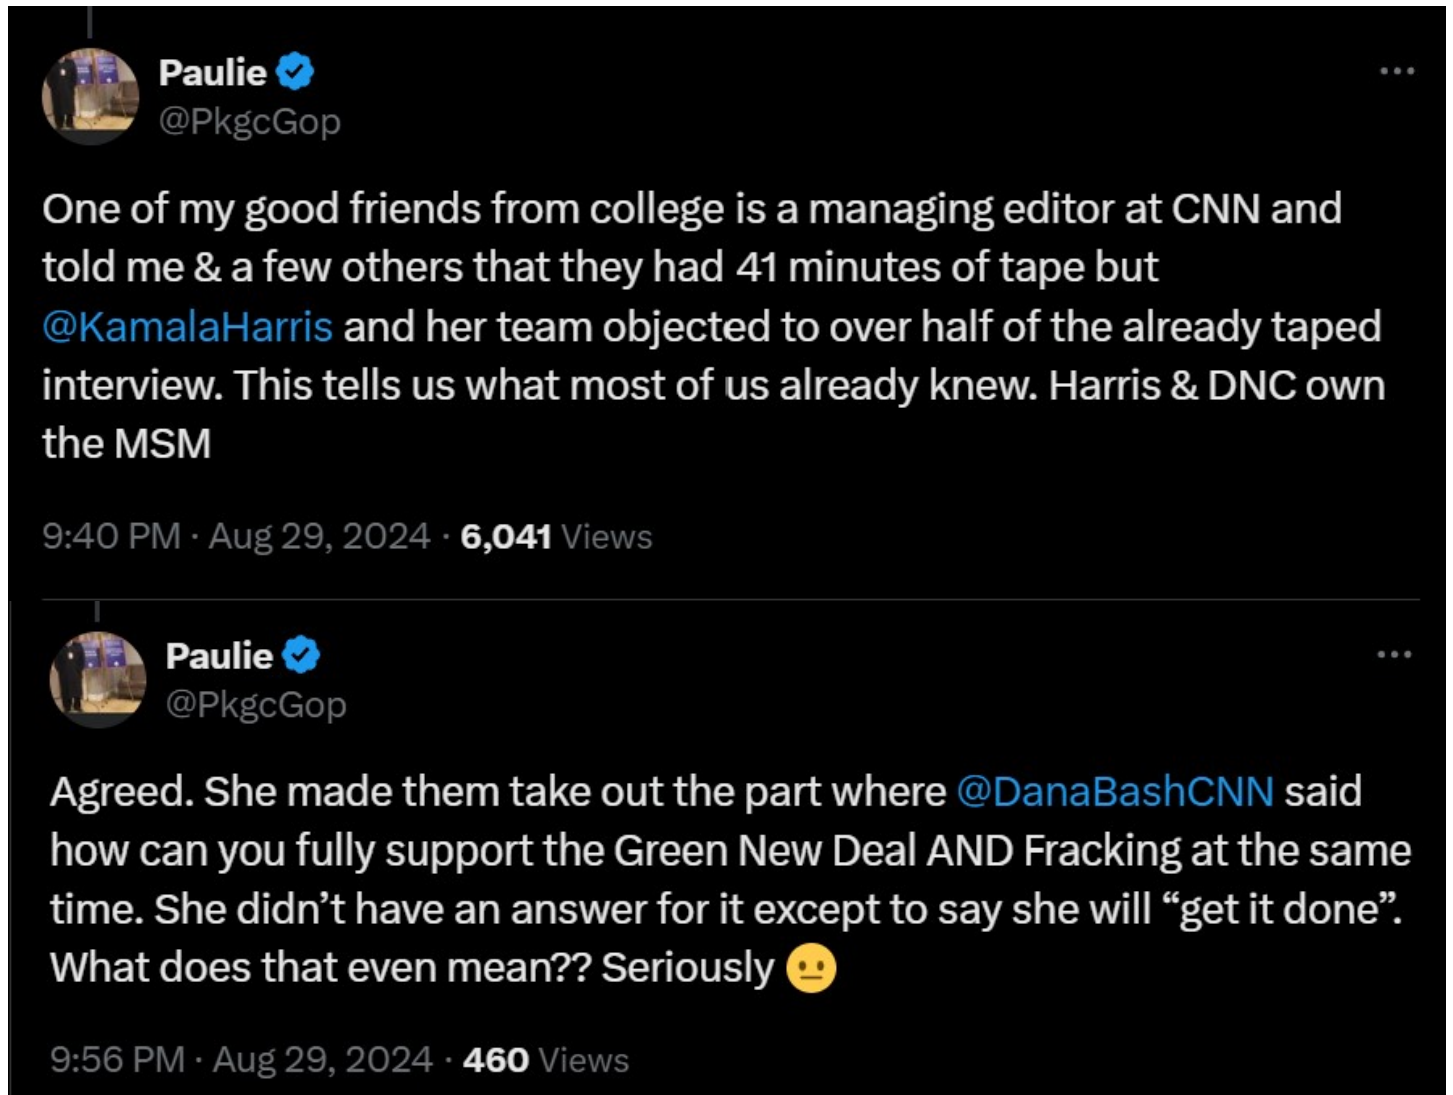 Paulie
@PkgcGop
One of my good friends from college is a managing editor at CNN and
told me & a few others that they had 41 minutes of tape but
@KamalaHarris and her team objected to over half of the already taped
interview. This tells us what most of us already knew. Harris & DNC own
the MSM
9:40 PM · Aug 29, 2024 · 6,041 Views
Paulie
@PkgcGop
Agreed. She made them take out the part where @DanaBashCNN said
how can you fully support the Green New Deal AND Fracking at the same
time. She didn’t have an answer for it except to say she will “get it done”.
What does that even mean?? Seriously 😐
9:56 PM · Aug 29, 2024 · 460 Views